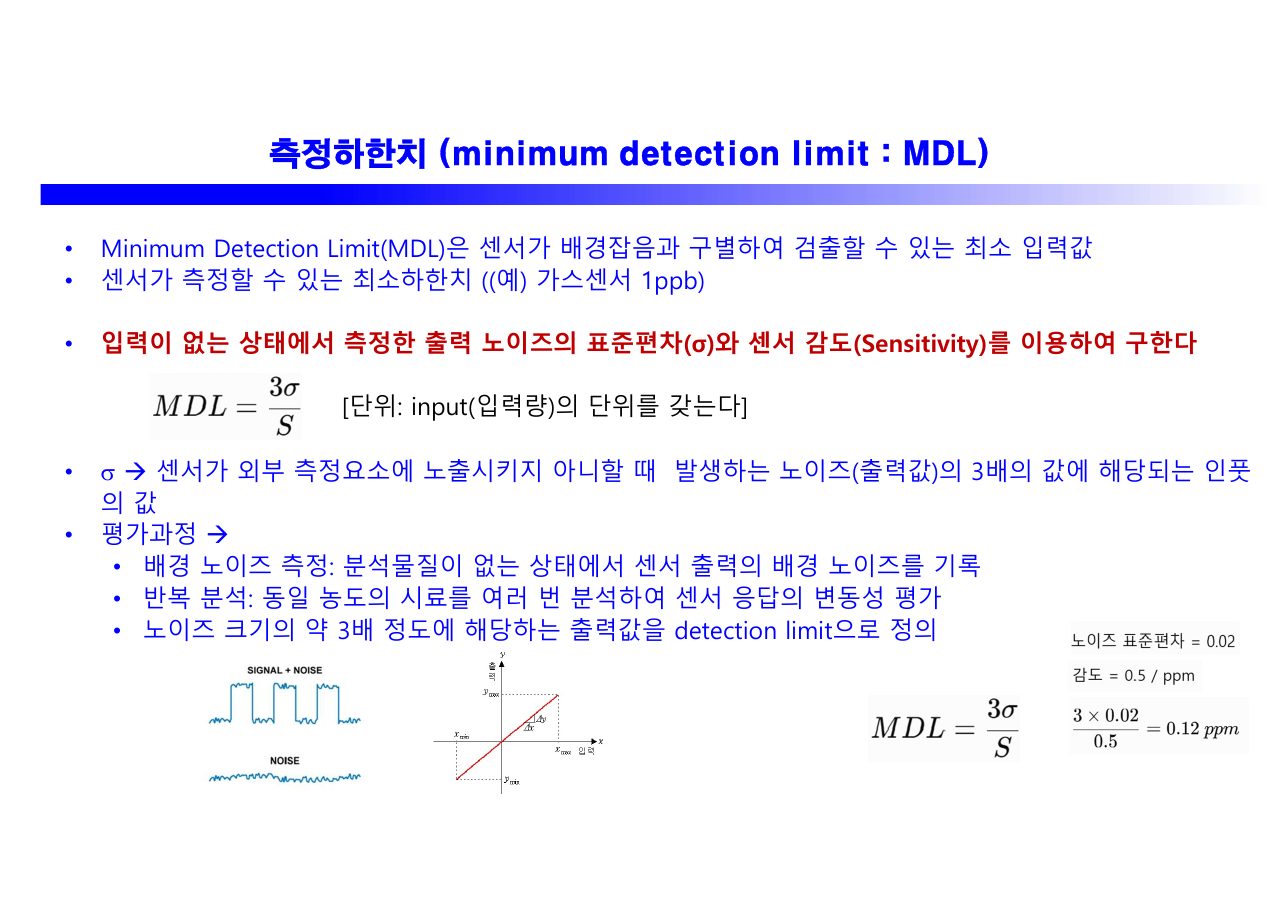 측정하한치 (minimum detection limit : MDL)
• Minimum Detection Limit(MDL)은 센서가 배경잡음과 구별하여 검출할 수 있는 최소 입력값
• 센서가 측정할 수 있는 최소하한치 ((예) 가스센서 1ppb)
• 입력이 없는 상태에서 측정한 출력 노이즈의 표준편차(σ)와 센서 감도(Sensitivity)를 이용하여 구한다
MDL = 3σ / S [단위: input(입력량)의 단위를 갖는다]
• σ → 센서가 외부 측정요소에 노출시키지 아니할 때 발생하는 노이즈(출력값)의 3배의 값에 해당되는 인풋
의 값
• 평가과정 →
• 배경 노이즈 측정: 분석물질이 없는 상태에서 센서 출력의 배경 노이즈를 기록
• 반복 분석: 동일 농도의 시료를 여러 번 분석하여 센서 응답의 변동성 평가
• 노이즈 크기의 약 3배 정도에 해당하는 출력값을 detection limit으로 정의
SIGNAL + NOISE
NOISE
y
출력
y max
Δy
Δx
x min
x
x max 입력
y min
MDL = 3σ / S
노이즈 표준편차 = 0.02
감도 = 0.5 / ppm
3 × 0.02 / 0.5 = 0.12 ppm